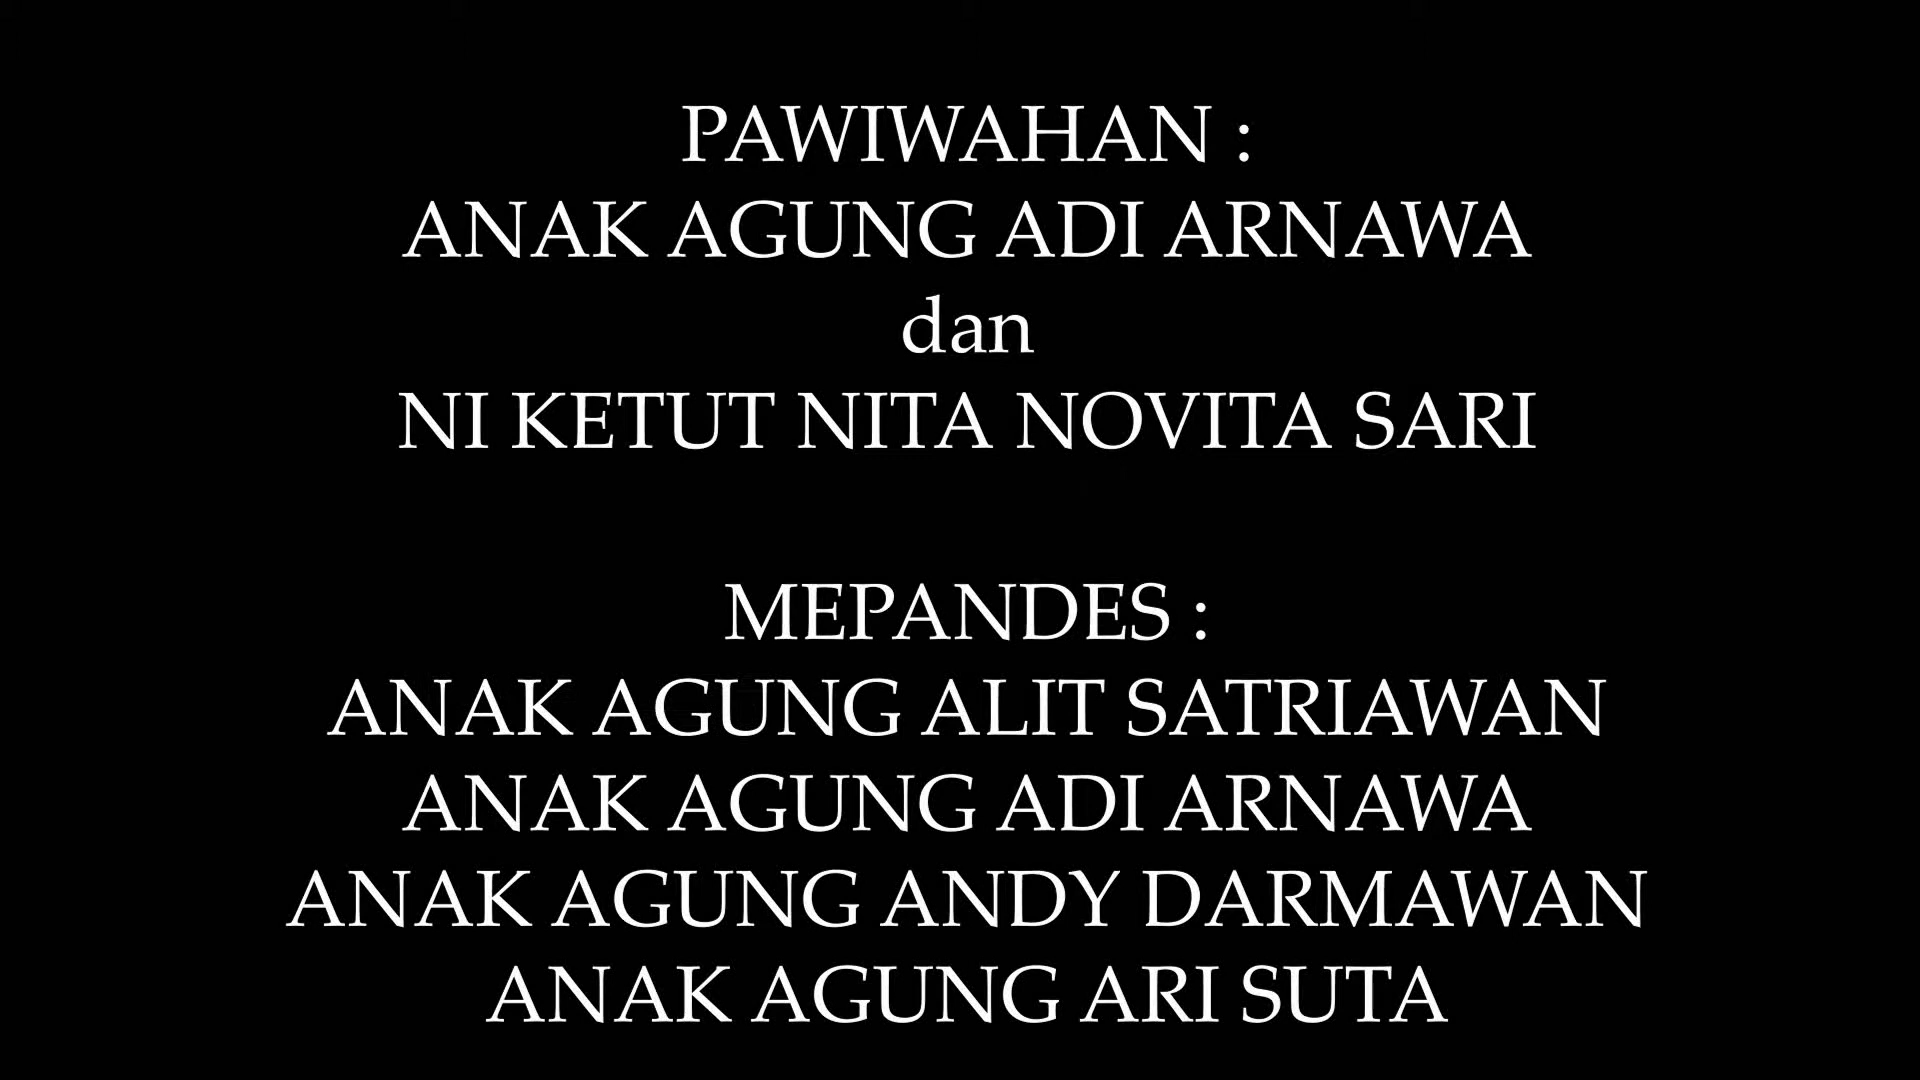 PAWIWAHAN :
ANAK AGUNG ADI ARNAWA
dan
NI KETUT NITA NOVITA SARI
MEPANDES :
ANAK AGUNG ALIT SATRIAWAN
ANAK AGUNG ADI ARNAWA
ANAK AGUNG ANDY DARMAWAN
ANAK AGUNG ARI SUTA